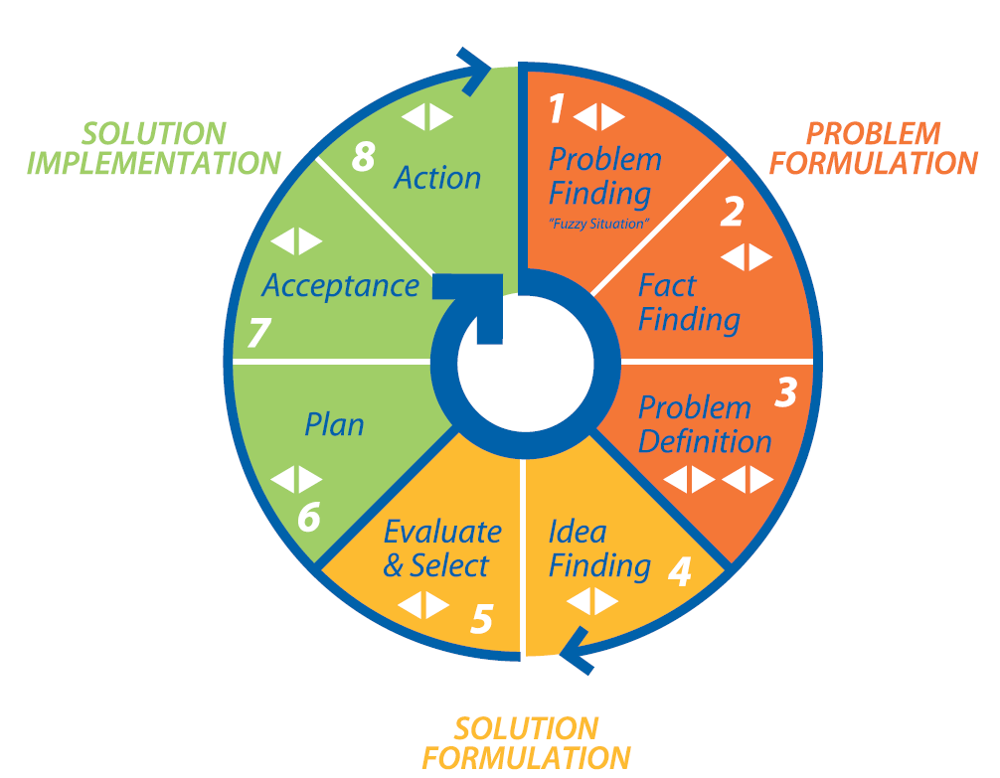 SOLUTION
IMPLEMENTATION
PROBLEM
FORMULATION
1
Problem
Finding
"Fuzzy Situation"
2
Fact
Finding
3
Problem
Definition
4
Idea
Finding
5
Evaluate
& Select
6
Plan
7
Acceptance
8
Action
SOLUTION
FORMULATION